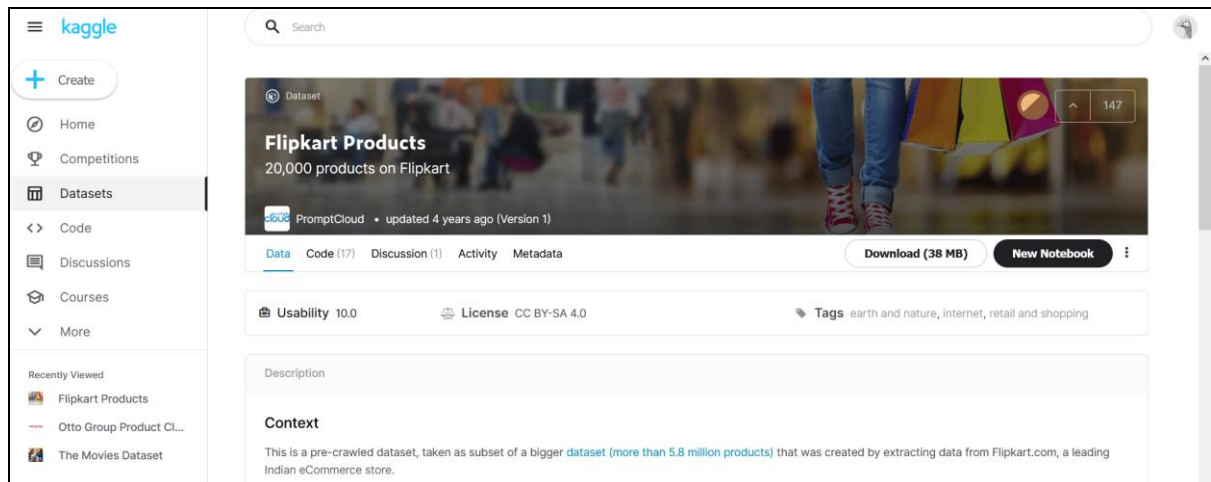 kaggle
Search
Create
Home
Competitions
Datasets
Code
Discussions
Courses
More
Recently Viewed
Flipkart Products
Otto Group Product Cl...
The Movies Dataset
Dataset
147
Flipkart Products
20,000 products on Flipkart
cloud PromptCloud • updated 4 years ago (Version 1)
Data Code (17) Discussion (1) Activity Metadata Download (38 MB) New Notebook
Usability 10.0 License CC BY-SA 4.0 Tags earth and nature, internet, retail and shopping
Description
Context
This is a pre-crawled dataset, taken as subset of a bigger dataset (more than 5.8 million products) that was created by extracting data from Flipkart.com, a leading
Indian eCommerce store.